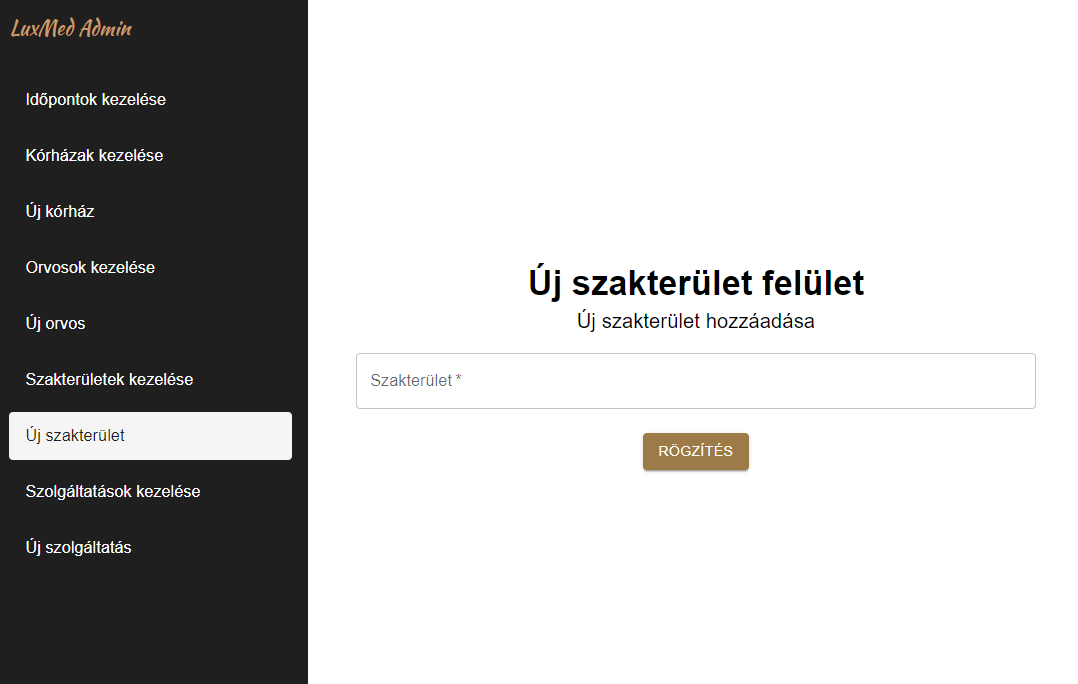 LuxMed Admin
Időpontok kezelése
Kórházak kezelése
Új kórház
Orvosok kezelése
Új orvos
Szakterületek kezelése
Új szakterület
Szolgáltatások kezelése
Új szolgáltatás
Új szakterület felület
Új szakterület hozzáadása
Szakterület *
RÖGZÍTÉS